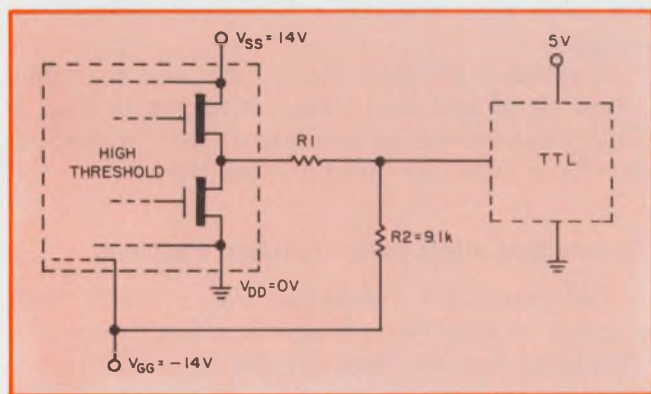 V_SS = 14V
5V
HIGH
THRESHOLD
R1
TTL
R2=9.1k
V_DD=0V
V_GG=-14V